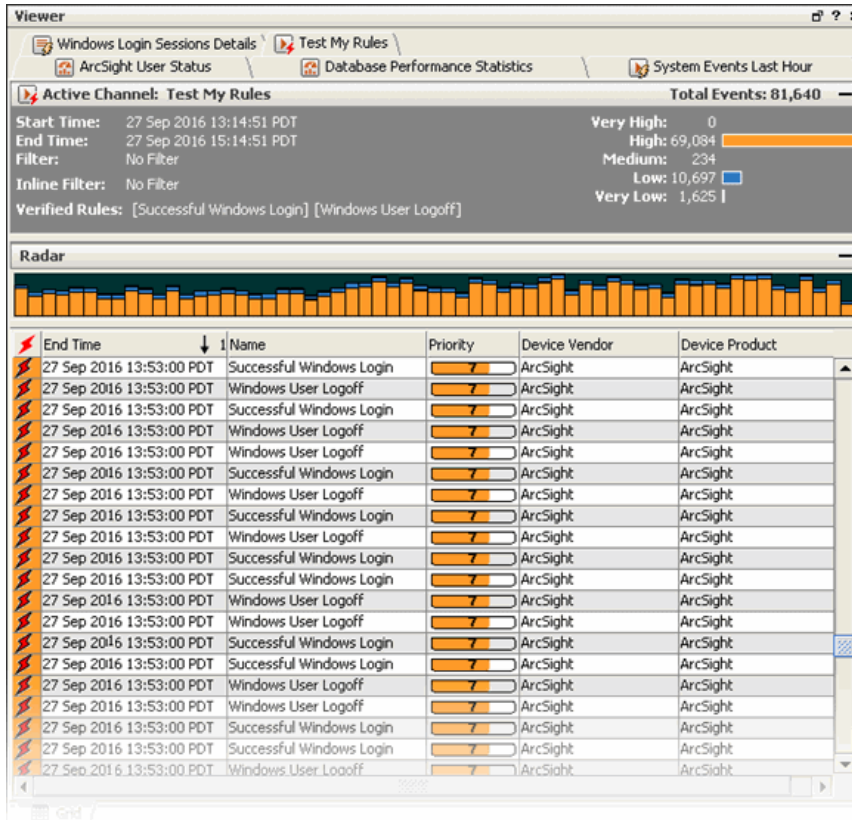 Viewer
Windows Login Sessions Details Test My Rules
ArcSight User Status Database Performance Statistics System Events Last Hour
Active Channel: Test My Rules Total Events: 81,640
Start Time: 27 Sep 2016 13:14:51 PDT Very High: 0
End Time: 27 Sep 2016 15:14:51 PDT High: 69,084
Filter: No Filter Medium: 234
Inline Filter: No Filter Low: 10,697
Verified Rules: [Successful Windows Login] [Windows User Logoff] Very Low: 1,625
Radar
End Time 1 Name Priority Device Vendor Device Product
27 Sep 2016 13:53:00 PDT Successful Windows Login 7 ArcSight ArcSight
27 Sep 2016 13:53:00 PDT Windows User Logoff 7 ArcSight ArcSight
27 Sep 2016 13:53:00 PDT Successful Windows Login 7 ArcSight ArcSight
27 Sep 2016 13:53:00 PDT Windows User Logoff 7 ArcSight ArcSight
27 Sep 2016 13:53:00 PDT Windows User Logoff 7 ArcSight ArcSight
27 Sep 2016 13:53:00 PDT Successful Windows Login 7 ArcSight ArcSight
27 Sep 2016 13:53:00 PDT Windows User Logoff 7 ArcSight ArcSight
27 Sep 2016 13:53:00 PDT Successful Windows Login 7 ArcSight ArcSight
27 Sep 2016 13:53:00 PDT Windows User Logoff 7 ArcSight ArcSight
27 Sep 2016 13:53:00 PDT Successful Windows Login 7 ArcSight ArcSight
27 Sep 2016 13:53:00 PDT Successful Windows Login 7 ArcSight ArcSight
27 Sep 2016 13:53:00 PDT Windows User Logoff 7 ArcSight ArcSight
27 Sep 2016 13:53:00 PDT Windows User Logoff 7 ArcSight ArcSight
27 Sep 2016 13:53:00 PDT Successful Windows Login 7 ArcSight ArcSight
27 Sep 2016 13:53:00 PDT Successful Windows Login 7 ArcSight ArcSight
27 Sep 2016 13:53:00 PDT Windows User Logoff 7 ArcSight ArcSight
27 Sep 2016 13:53:00 PDT Windows User Logoff 7 ArcSight ArcSight
27 Sep 2016 13:53:00 PDT Successful Windows Login 7 ArcSight ArcSight
27 Sep 2016 13:53:00 PDT Successful Windows Login 7 ArcSight ArcSight
27 Sep 2016 13:53:00 PDT Windows User Logoff 7 ArcSight ArcSight
Grid